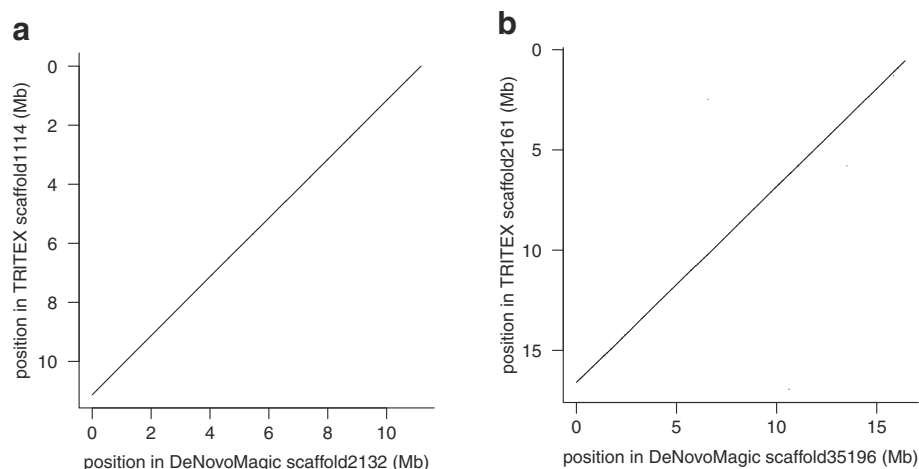 a
0
2
4
6
8
10
position in TRITEX scaffold1114 (Mb)
0 2 4 6 8 10
position in DeNovoMagic scaffold2132 (Mb)
b
0
5
10
15
position in TRITEX scaffold2161 (Mb)
0 5 10 15
position in DeNovoMagic scaffold35196 (Mb)